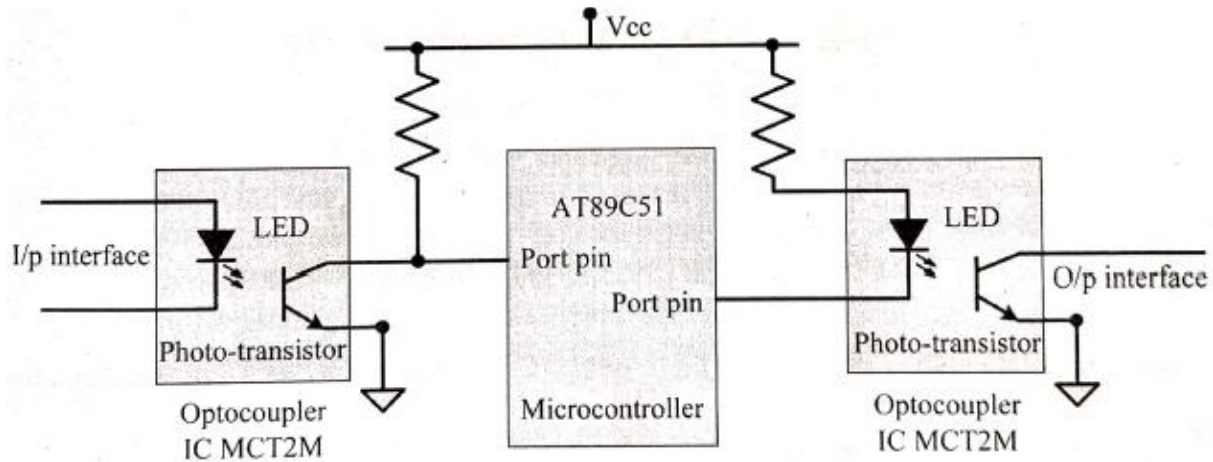 Vcc
LED
I/p interface
Photo-transistor
Optocoupler
IC MCT2M
AT89C51
Port pin
Port pin
Microcontroller
LED
O/p interface
Photo-transistor
Optocoupler
IC MCT2M